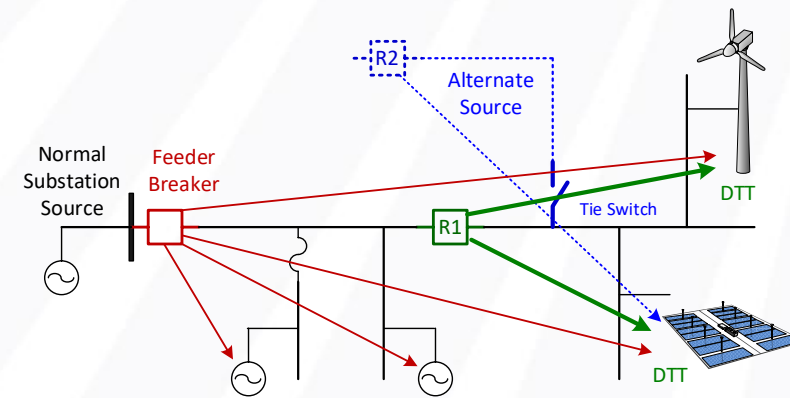 R2
Alternate
Source
Normal
Substation
Source
Feeder
Breaker
DTT
Tie Switch
R1
DTT